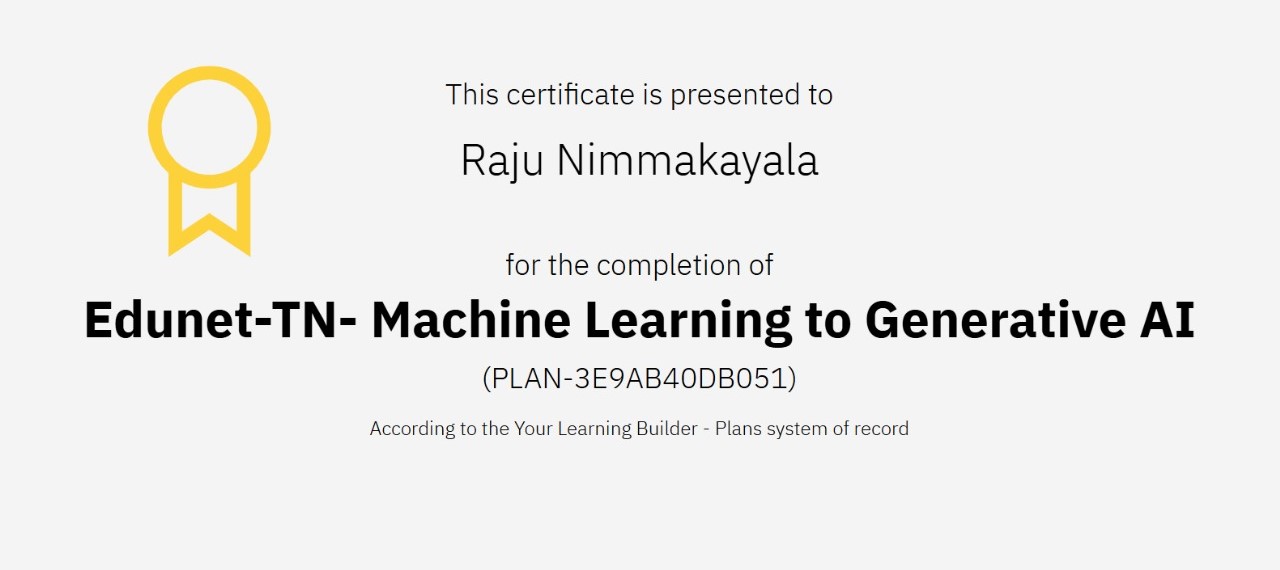 This certificate is presented to
Raju Nimmakayala
for the completion of
Edunet-TN- Machine Learning to Generative AI
(PLAN-3E9AB40DB051)
According to the Your Learning Builder - Plans system of record